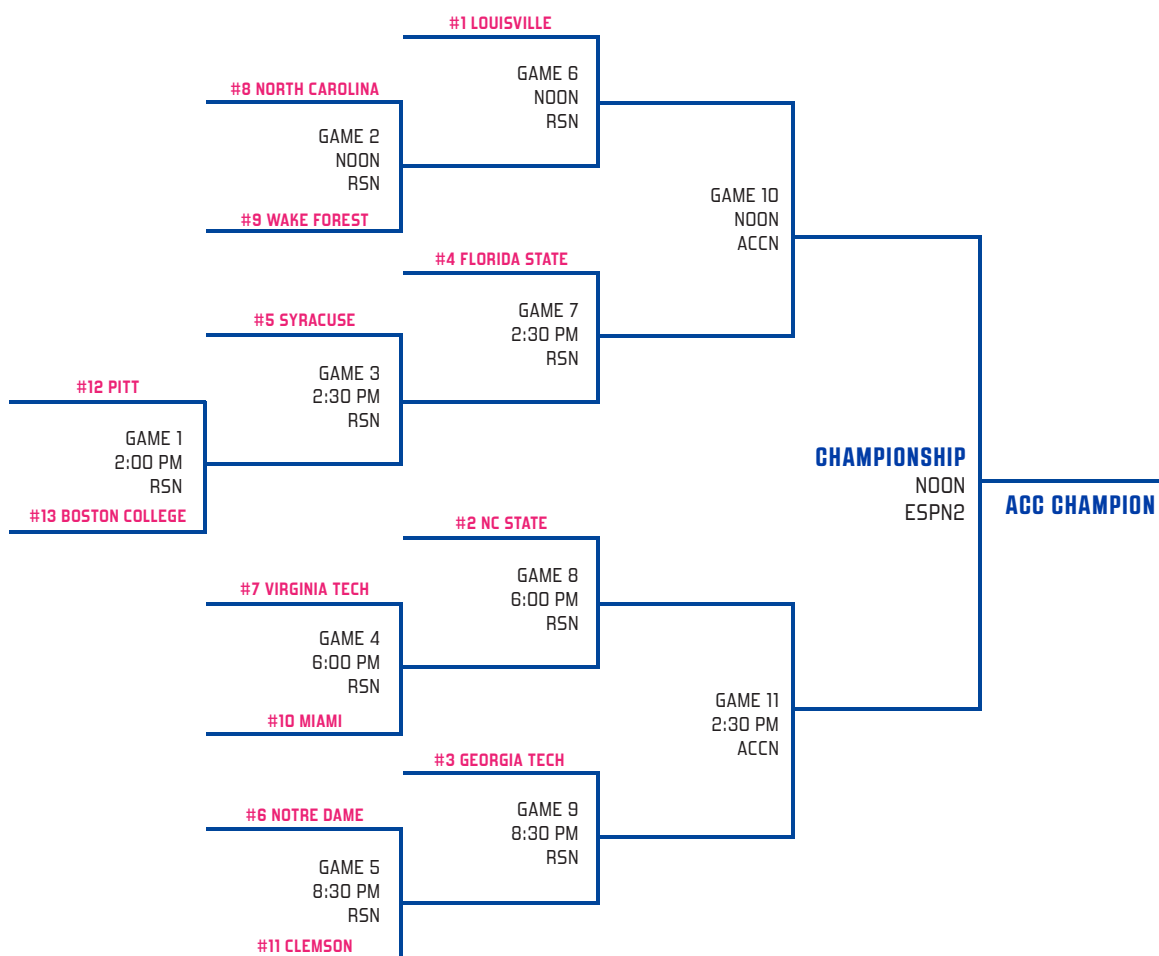 #1 LOUISVILLE
GAME 6
NOON
RSN
#8 NORTH CAROLINA
GAME 2
NOON
RSN
#9 WAKE FOREST
GAME 10
NOON
ACCN
#4 FLORIDA STATE
GAME 7
2:30 PM
RSN
#5 SYRACUSE
GAME 3
2:30 PM
RSN
#12 PITT
GAME 1
2:00 PM
RSN
#13 BOSTON COLLEGE
CHAMPIONSHIP
NOON
ESPN2
ACC CHAMPION
#2 NC STATE
GAME 8
6:00 PM
RSN
#7 VIRGINIA TECH
GAME 4
6:00 PM
RSN
#10 MIAMI
GAME 11
2:30 PM
ACCN
#3 GEORGIA TECH
GAME 9
8:30 PM
RSN
#6 NOTRE DAME
GAME 5
8:30 PM
RSN
#11 CLEMSON